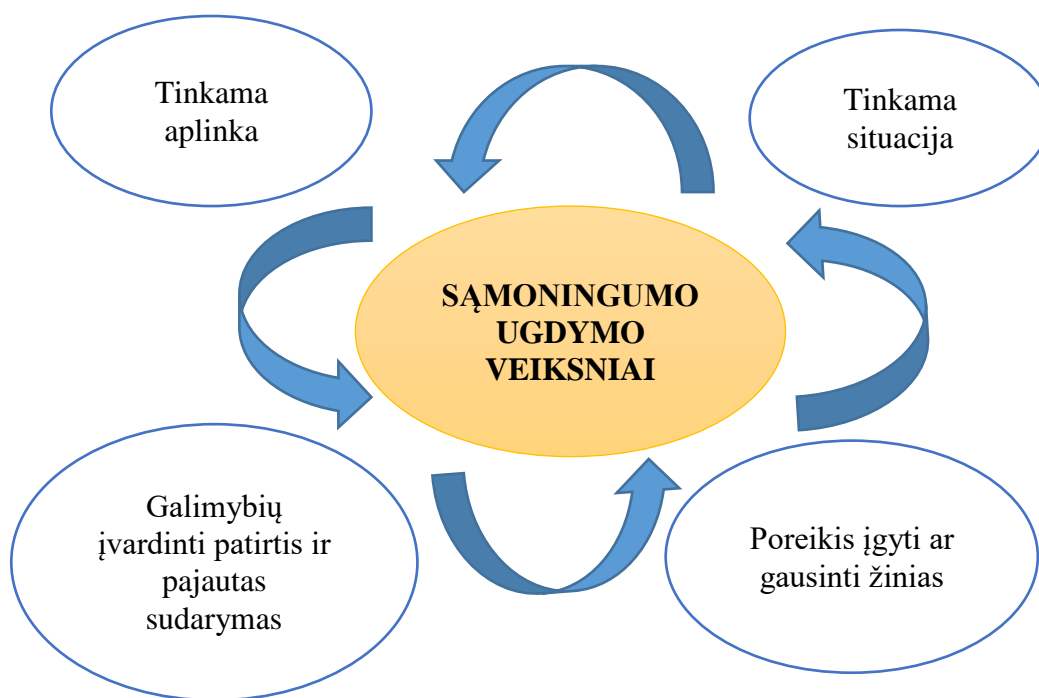 Tinkama
aplinka
Tinkama
situacija
SĄMONINGUMO
UGDYMO
VEIKSNIAI
Galimybių
įvardinti patirtis ir
pajautas
sudarymas
Poreikis įgyti ar
gausinti žinias